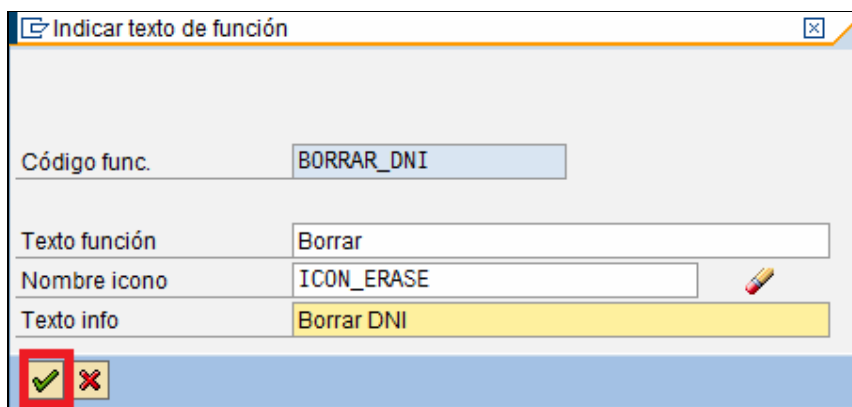 Indicar texto de función
Código func. BORRAR_DNI
Texto función Borrar
Nombre icono ICON_ERASE
Texto info Borrar DNI